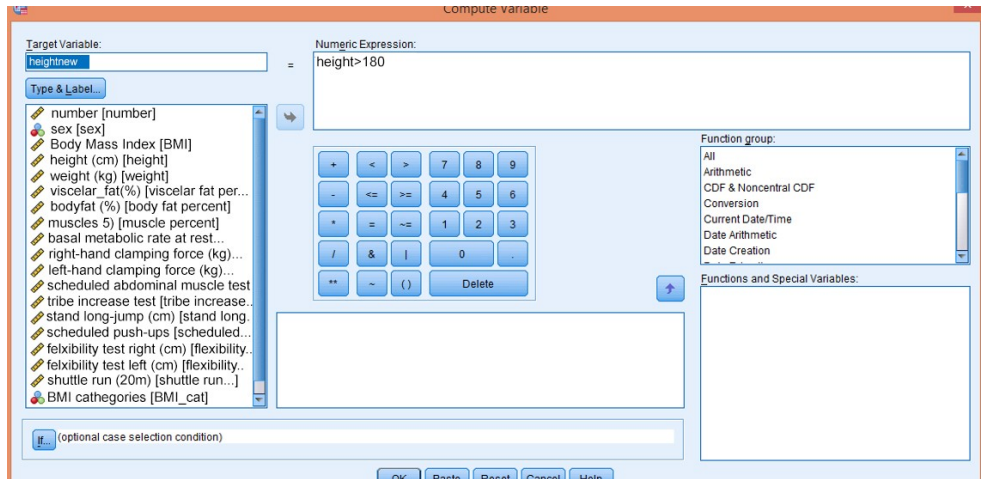 Compute Variable
Target Variable:
heightnew
=
Numeric Expression:
height>180
Type & Label...
number [number]
sex [sex]
Body Mass Index [BMI]
height (cm) [height]
weight (kg) [weight]
viscelar_fat(%) [viscelar fat per...
bodyfat (%) [body fat percent]
muscles 5) [muscle percent]
basal metabolic rate at rest...
right-hand clamping force (kg)...
left-hand clamping force (kg)...
scheduled abdominal muscle test
tribe increase test [tribe increase..
stand long-jump (cm) [stand long.
scheduled push-ups [scheduled...
felxibility test right (cm) [flexibility..
felxibility test left (cm) [flexibility..
shuttle run (20m) [shuttle run...]
BMI cathegories [BMI_cat]
+ < > 7 8 9
- <= >= 4 5 6
* = ~= 1 2 3
/ & | 0 .
** ~ () Delete
Function group:
All
Arithmetic
CDF & Noncentral CDF
Conversion
Current Date/Time
Date Arithmetic
Date Creation
Functions and Special Variables:
If... (optional case selection condition)
OK Paste Reset Cancel Help